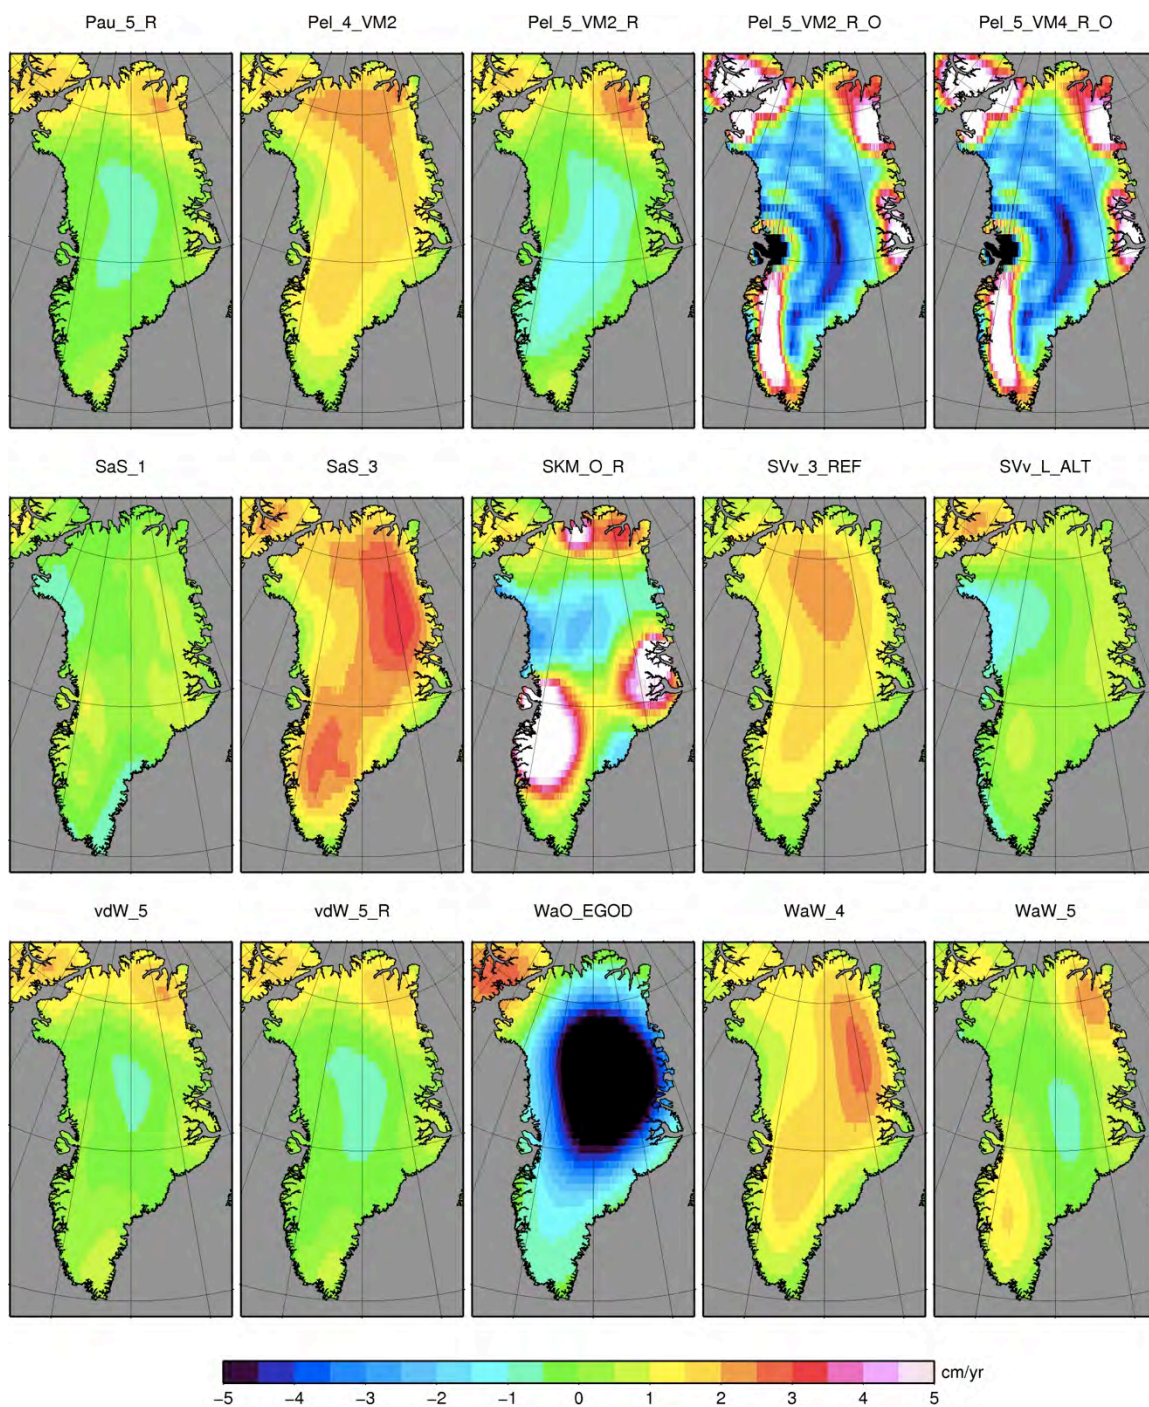 Pau_5_R Pel_4_VM2 Pel_5_VM2_R Pel_5_VM2_R_O Pel_5_VM4_R_O
SaS_1 SaS_3 SKM_O_R SVv_3_REF SVv_L_ALT
vdW_5 vdW_5_R WaO_EGOD WaW_4 WaW_5
cm/yr
−5 −4 −3 −2 −1 0 1 2 3 4 5